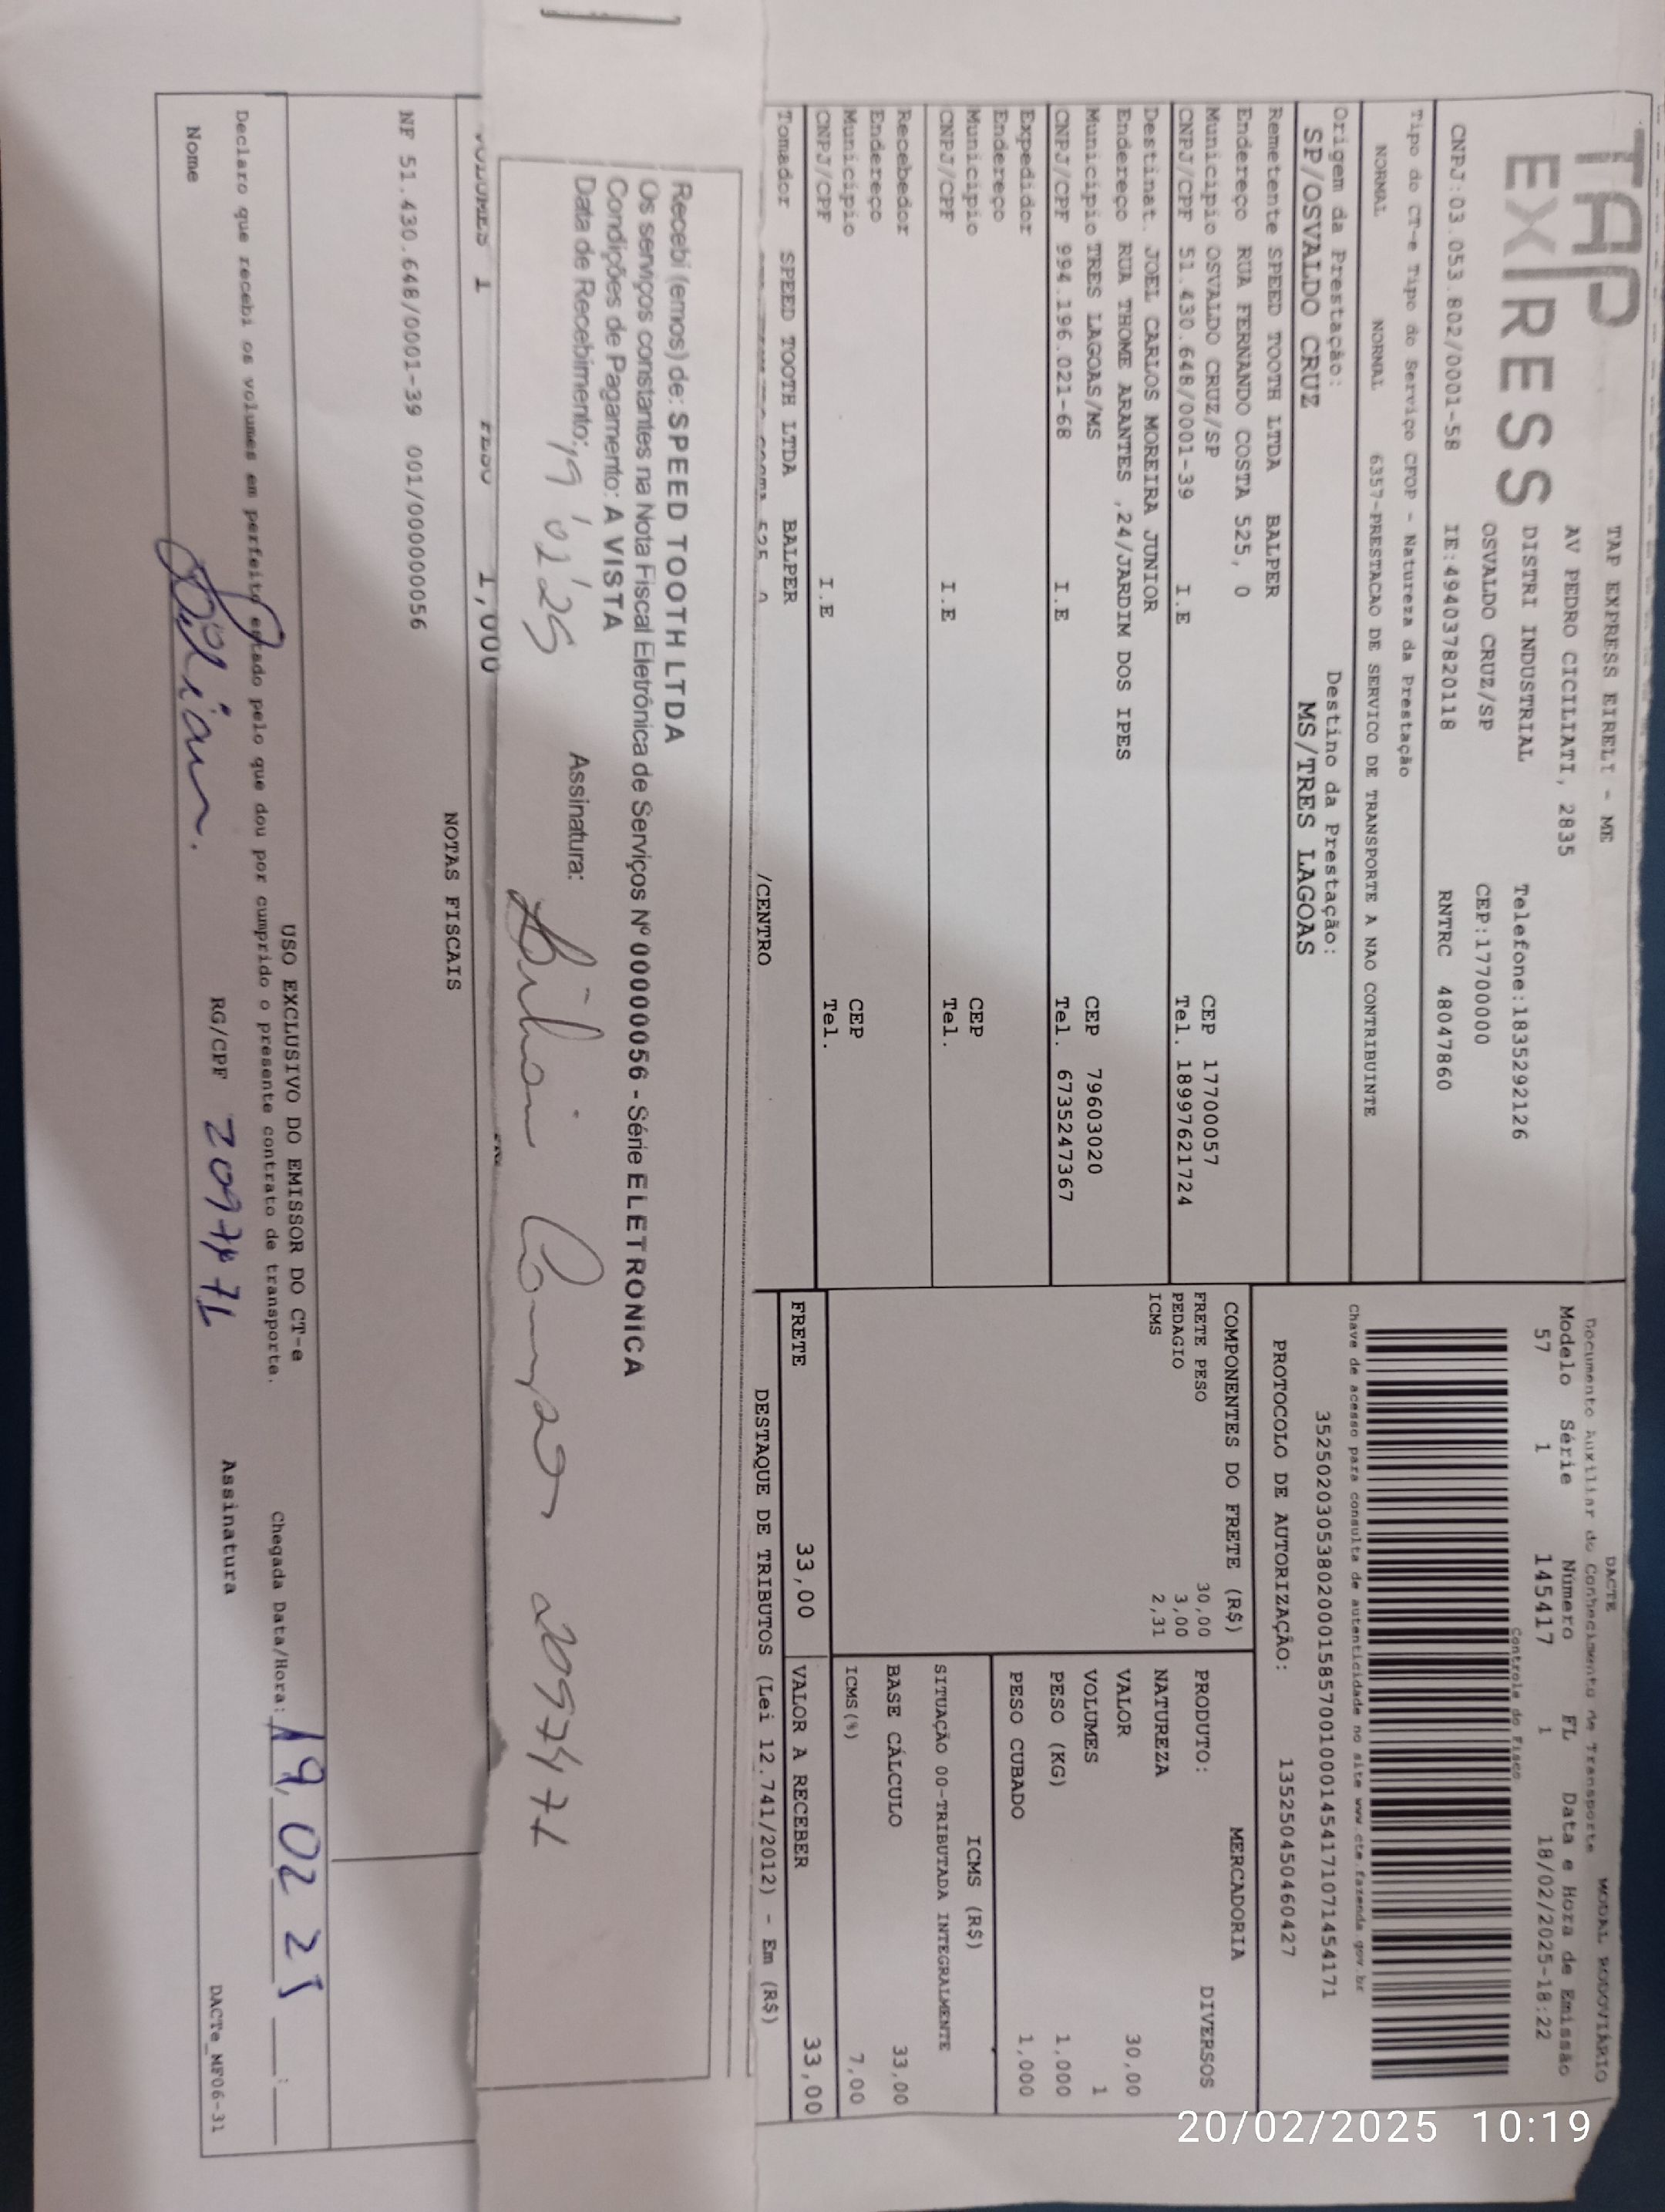 TAP
EXPRESS
TAP EXPRESS EIRELI - ME
AV PEDRO CICILIATI, 2835
DISTRI INDUSTRIAL Telefone:1835292126
OSVALDO CRUZ/SP CEP:17700000
CNPJ:03.053.802/0001-58 IE:494037820118 RNTRC 48047860
DACTE MODAL RODOVIÁRIO
Documento Auxiliar do Conhecimento de Transporte
Modelo Série Número FL Data e Hora de Emissão
57 1 145417 1 18/02/2025-18:22
Controle do Fisco
Tipo do CT-e Tipo do Serviço CFOP - Natureza da Prestação
NORMAL NORMAL 6357-PRESTACAO DE SERVICO DE TRANSPORTE A NAO CONTRIBUINTE
Chave de acesso para consulta de autenticidade no site www.cte.fazenda.gov.br
35250203053802000158570010001454171071454171
Origem da Prestação: Destino da Prestação:
SP/OSVALDO CRUZ MS/TRES LAGOAS
PROTOCOLO DE AUTORIZAÇÃO: 135250450460427
Remetente SPEED TOOTH LTDA BALPER
Endereço RUA FERNANDO COSTA 525, 0
Município OSVALDO CRUZ/SP CEP 17700057
CNPJ/CPF 51.430.648/0001-39 I.E Tel. 18997621724
Destinat. JOEL CARLOS MOREIRA JUNIOR
Endereço RUA THOME ARANTES ,24/JARDIM DOS IPES
Município TRES LAGOAS/MS CEP 79603020
CNPJ/CPF 994.196.021-68 I.E Tel. 6735247367
Expedidor
Endereço
Município CEP
CNPJ/CPF I.E Tel.
Recebedor
Endereço
Município CEP
CNPJ/CPF I.E Tel.
Tomador SPEED TOOTH LTDA BALPER
525 0 /CENTRO
COMPONENTES DO FRETE (R$)
FRETE PESO 30,00
PEDAGIO 3,00
ICMS 2,31
MERCADORIA
PRODUTO: DIVERSOS
NATUREZA
VALOR 30,00
VOLUMES 1
PESO (KG) 1,000
PESO CUBADO 1,000
ICMS (R$)
SITUAÇÃO 00-TRIBUTADA INTEGRALMENTE
BASE CÁLCULO 33,00
ICMS(%) 7,00
FRETE 33,00 VALOR A RECEBER 33,00
DESTAQUE DE TRIBUTOS (Lei 12.741/2012) - Em (R$)
Recebi (emos) de: SPEED TOOTH LTDA
Os serviços constantes na Nota Fiscal Eletrônica de Serviços Nº 00000056 - Série ELETRONICA
Condições de Pagamento: A VISTA
Data de Recebimento: 19/02/25 Assinatura: 2097471
VOLUMES 1 PESO 1,000
NOTAS FISCAIS
NF 51.430.648/0001-39 001/000000056
USO EXCLUSIVO DO EMISSOR DO CT-e
Declaro que recebi os volumes em perfeito estado pelo que dou por cumprido o presente contrato de transporte. Chegada Data/Hora: 19 02 25
Nome RG/CPF Assinatura
DACTe_MF06-31
20/02/2025 10:19